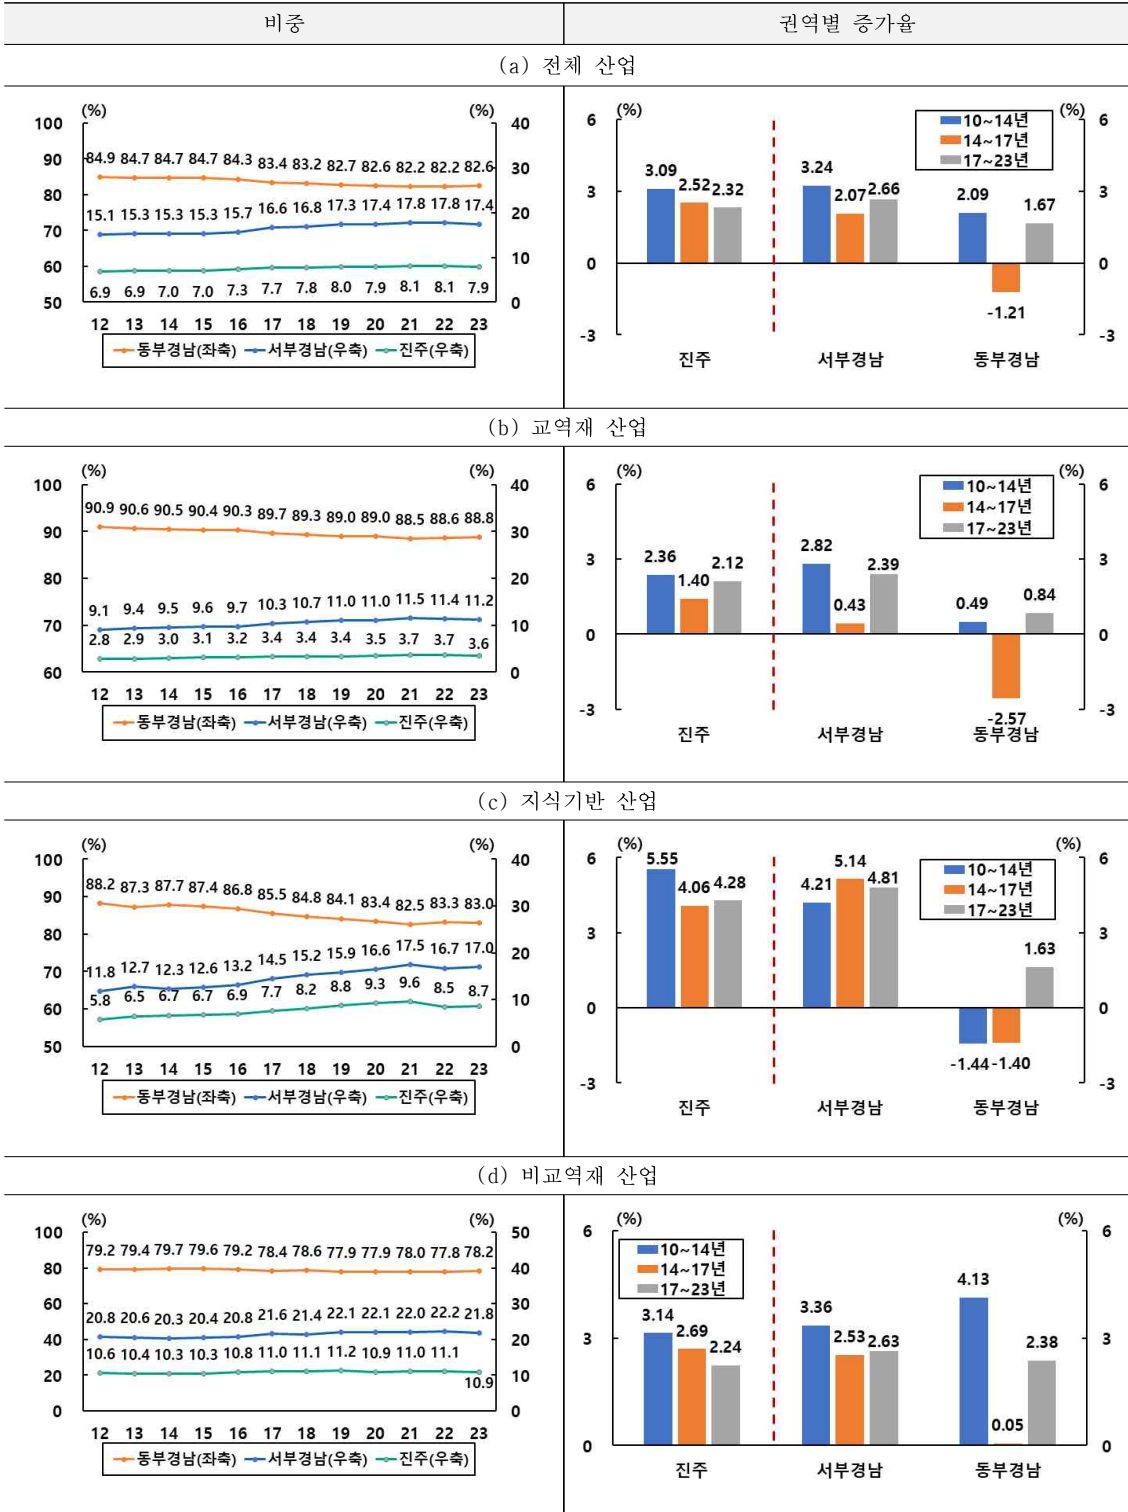 비중 권역별 증가율
(a) 전체 산업
(%) (%)
100 40
90 30
80 20
70 10
60 0
50
84.9 84.7 84.7 84.7 84.3 83.4 83.2 82.7 82.6 82.2 82.2 82.6
15.1 15.3 15.3 15.3 15.7 16.6 16.8 17.3 17.4 17.8 17.8 17.4
6.9 6.9 7.0 7.0 7.3 7.7 7.8 8.0 7.9 8.1 8.1 7.9
12 13 14 15 16 17 18 19 20 21 22 23
동부경남(좌축) 서부경남(우축) 진주(우축)
(%) (%)
6 6
3 3
0 0
-3 -3
10~14년
14~17년
17~23년
3.09 2.52 2.32 3.24 2.07 2.66 2.09 -1.21 1.67
진주 서부경남 동부경남
(b) 교역재 산업
(%) (%)
100 40
90 30
80 20
70 10
60 0
90.9 90.6 90.5 90.4 90.3 89.7 89.3 89.0 89.0 88.5 88.6 88.8
9.1 9.4 9.5 9.6 9.7 10.3 10.7 11.0 11.0 11.5 11.4 11.2
2.8 2.9 3.0 3.1 3.2 3.4 3.4 3.4 3.5 3.7 3.7 3.6
12 13 14 15 16 17 18 19 20 21 22 23
동부경남(좌축) 서부경남(우축) 진주(우축)
(%) (%)
6 6
3 3
0 0
-3 -3
10~14년
14~17년
17~23년
2.36 1.40 2.12 2.82 0.43 2.39 0.49 -2.57 0.84
진주 서부경남 동부경남
(c) 지식기반 산업
(%) (%)
100 40
90 30
80 20
70 10
60 0
50
88.2 87.3 87.7 87.4 86.8 85.5 84.8 84.1 83.4 82.5 83.3 83.0
11.8 12.7 12.3 12.6 13.2 14.5 15.2 15.9 16.6 17.5 16.7 17.0
5.8 6.5 6.7 6.7 6.9 7.7 8.2 8.8 9.3 9.6 8.5 8.7
12 13 14 15 16 17 18 19 20 21 22 23
동부경남(좌축) 서부경남(우축) 진주(우축)
(%) (%)
6 6
3 3
0 0
-3 -3
10~14년
14~17년
17~23년
5.55 4.06 4.28 4.21 5.14 4.81 -1.44 -1.40 1.63
진주 서부경남 동부경남
(d) 비교역재 산업
(%) (%)
100 50
80 40
60 30
40 20
20 10
0 0
79.2 79.4 79.7 79.6 79.2 78.4 78.6 77.9 77.9 78.0 77.8 78.2
20.8 20.6 20.3 20.4 20.8 21.6 21.4 22.1 22.1 22.0 22.2 21.8
10.6 10.4 10.3 10.3 10.8 11.0 11.1 11.2 10.9 11.0 11.1 10.9
12 13 14 15 16 17 18 19 20 21 22 23
동부경남(좌축) 서부경남(우축) 진주(우축)
(%) (%)
6 6
3 3
0 0
10~14년
14~17년
17~23년
3.14 2.69 2.24 3.36 2.53 2.63 4.13 0.05 2.38
진주 서부경남 동부경남